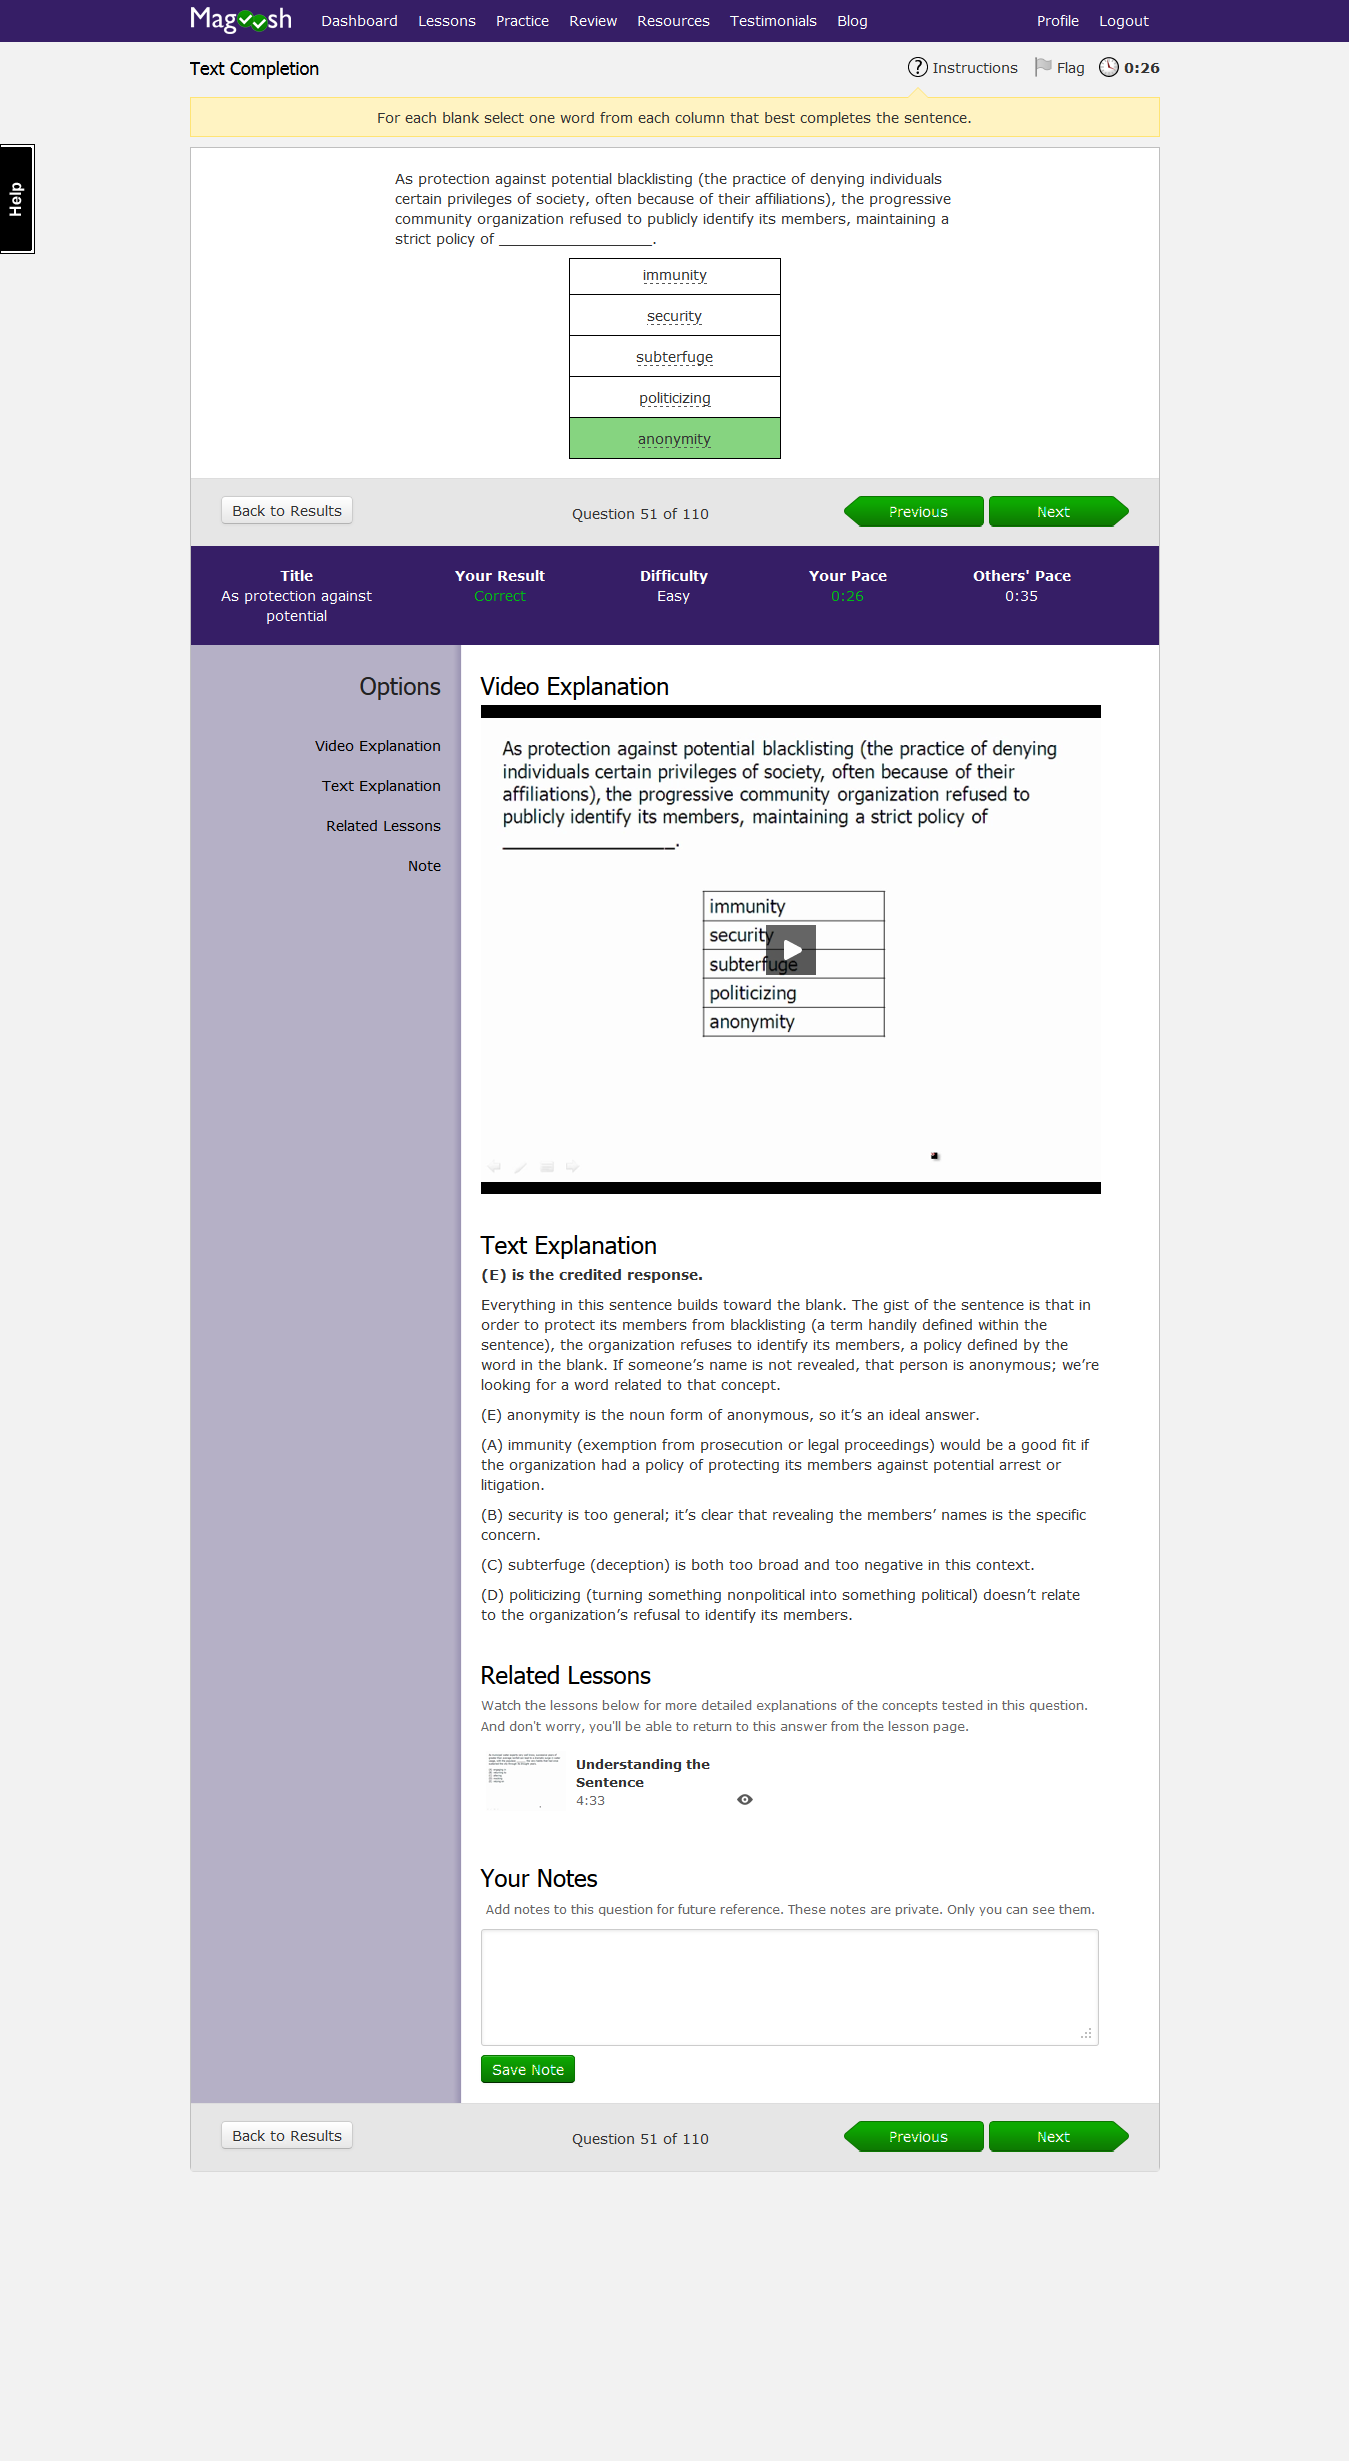 Magoosh Dashboard Lessons Practice Review Resources Testimonials Blog Profile Logout
Text Completion
Instructions Flag 0:26
For each blank select one word from each column that best completes the sentence.
Help
As protection against potential blacklisting (the practice of denying individuals
certain privileges of society, often because of their affiliations), the progressive
community organization refused to publicly identify its members, maintaining a
strict policy of ____________________.
immunity
security
subterfuge
politicizing
anonymity
Back to Results Question 51 of 110 Previous Next
Title Your Result Difficulty Your Pace Others' Pace
As protection against Correct Easy 0:26 0:35
potential
Options
Video Explanation
Text Explanation
Related Lessons
Note
Video Explanation
As protection against potential blacklisting (the practice of denying
individuals certain privileges of society, often because of their
affiliations), the progressive community organization refused to
publicly identify its members, maintaining a strict policy of
_________________.
immunity
security
subterfuge
politicizing
anonymity
Text Explanation
(E) is the credited response.
Everything in this sentence builds toward the blank. The gist of the sentence is that in
order to protect its members from blacklisting (a term handily defined within the
sentence), the organization refuses to identify its members, a policy defined by the
word in the blank. If someone’s name is not revealed, that person is anonymous; we’re
looking for a word related to that concept.
(E) anonymity is the noun form of anonymous, so it’s an ideal answer.
(A) immunity (exemption from prosecution or legal proceedings) would be a good fit if
the organization had a policy of protecting its members against potential arrest or
litigation.
(B) security is too general; it’s clear that revealing the members’ names is the specific
concern.
(C) subterfuge (deception) is both too broad and too negative in this context.
(D) politicizing (turning something nonpolitical into something political) doesn’t relate
to the organization’s refusal to identify its members.
Related Lessons
Watch the lessons below for more detailed explanations of the concepts tested in this question.
And don't worry, you'll be able to return to this answer from the lesson page.
Understanding the
Sentence
4:33
Your Notes
Add notes to this question for future reference. These notes are private. Only you can see them.
Save Note
Back to Results Question 51 of 110 Previous Next